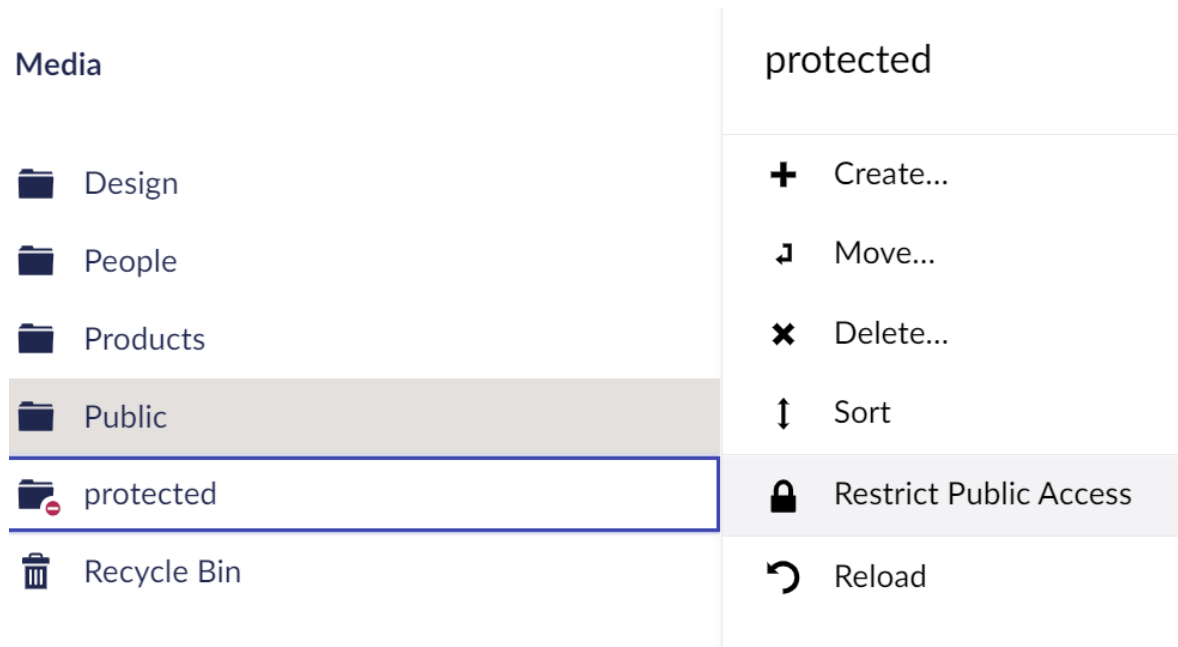 Media
Design
People
Products
Public
protected
Recycle Bin
protected
Create...
Move...
Delete...
Sort
Restrict Public Access
Reload